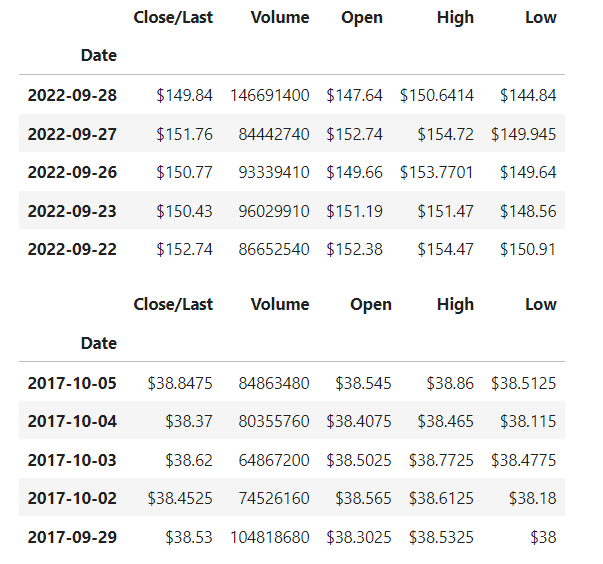 Close/Last Volume Open High Low
Date
2022-09-28 $149.84 146691400 $147.64 $150.6414 $144.84
2022-09-27 $151.76 84442740 $152.74 $154.72 $149.945
2022-09-26 $150.77 93339410 $149.66 $153.7701 $149.64
2022-09-23 $150.43 96029910 $151.19 $151.47 $148.56
2022-09-22 $152.74 86652540 $152.38 $154.47 $150.91
Close/Last Volume Open High Low
Date
2017-10-05 $38.8475 84863480 $38.545 $38.86 $38.5125
2017-10-04 $38.37 80355760 $38.4075 $38.465 $38.115
2017-10-03 $38.62 64867200 $38.5025 $38.7725 $38.4775
2017-10-02 $38.4525 74526160 $38.565 $38.6125 $38.18
2017-09-29 $38.53 104818680 $38.3025 $38.5325 $38